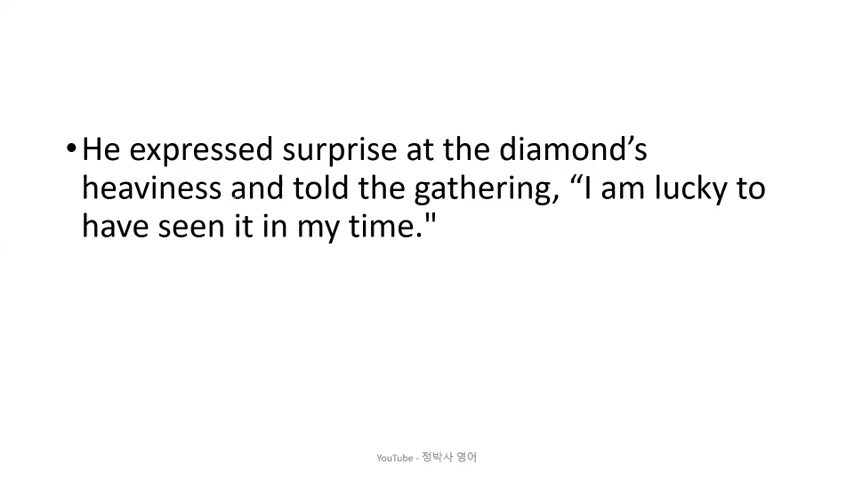 •He expressed surprise at the diamond’s
heaviness and told the gathering, “I am lucky to
have seen it in my time."
YouTube - 정박사 영어